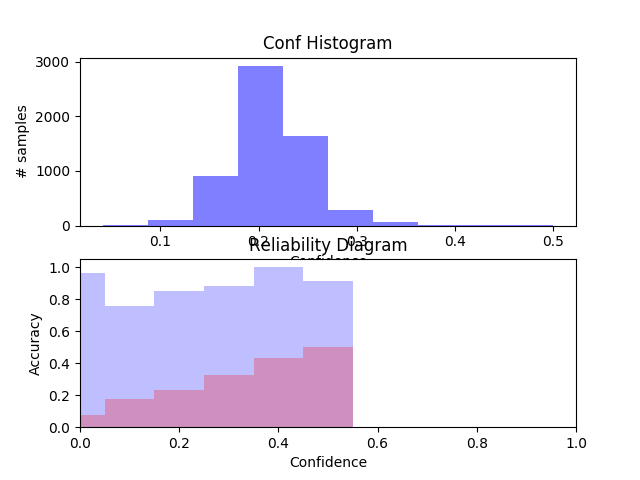 Conf Histogram
# samples
3000
2000
1000
0
0.1 0.2 0.3 0.4 0.5
Confidence
Reliability Diagram
Accuracy
1.0
0.8
0.6
0.4
0.2
0.0
0.0 0.2 0.4 0.6 0.8 1.0
Confidence